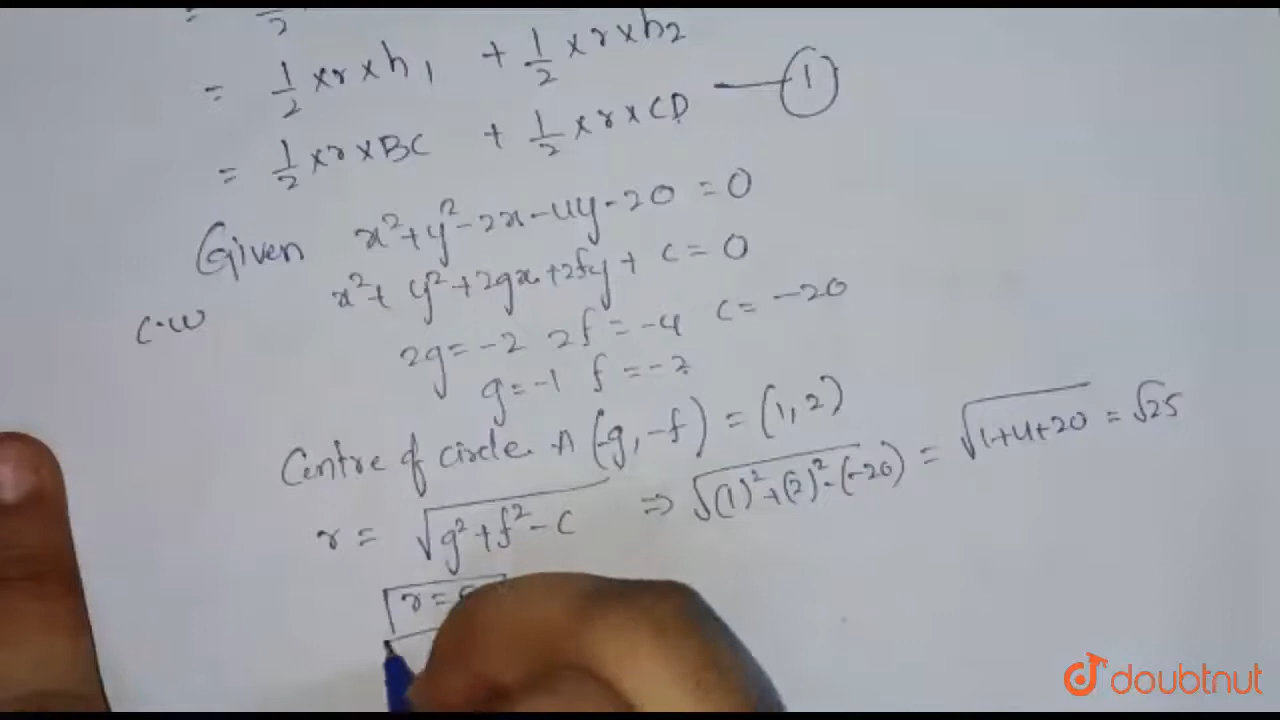 = 1/2
= 1/2 × r × h₁ + 1/2 × r × h₂
= 1/2 × r × BC + 1/2 × r × CD — ①
Given x² + y² - 2x - 4y - 20 = 0
C.W x² + y² + 2gx + 2fy + c = 0
2g = -2 2f = -4 c = -20
g = -1 f = -2
Centre of circle (-g, -f) = (1, 2)
r = √g² + f² - c ⇒ √(1)² + (2)² - (-20) = √1+4+20 = √25
r =
doubtnut